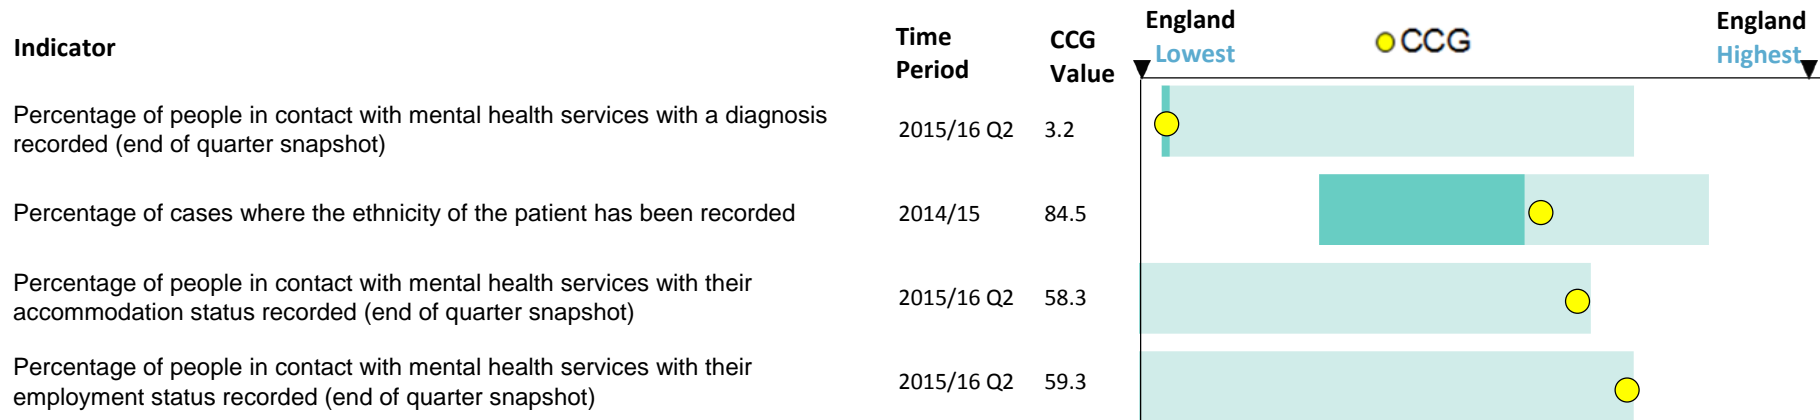 Indicator
Time
Period
CCG
Value
England
Lowest
CCG
England
Highest
Percentage of people in contact with mental health services with a diagnosis
recorded (end of quarter snapshot)
2015/16 Q2
3.2
Percentage of cases where the ethnicity of the patient has been recorded
2014/15
84.5
Percentage of people in contact with mental health services with their
accommodation status recorded (end of quarter snapshot)
2015/16 Q2
58.3
Percentage of people in contact with mental health services with their
employment status recorded (end of quarter snapshot)
2015/16 Q2
59.3